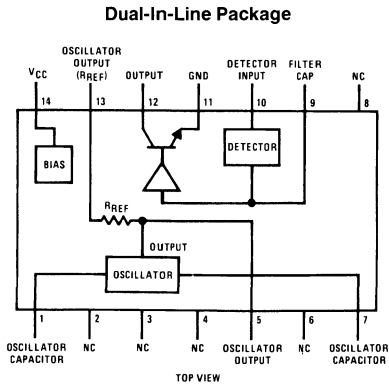 Dual-In-Line Package
VCC
OSCILLATOR
OUTPUT
(RREF)
OUTPUT
GND
DETECTOR
INPUT
FILTER
CAP
NC
14
13
12
11
10
9
8
BIAS
DETECTOR
RREF
OUTPUT
OSCILLATOR
1
2
3
4
5
6
7
OSCILLATOR
CAPACITOR
NC
NC
NC
OSCILLATOR
OUTPUT
NC
OSCILLATOR
CAPACITOR
TOP VIEW